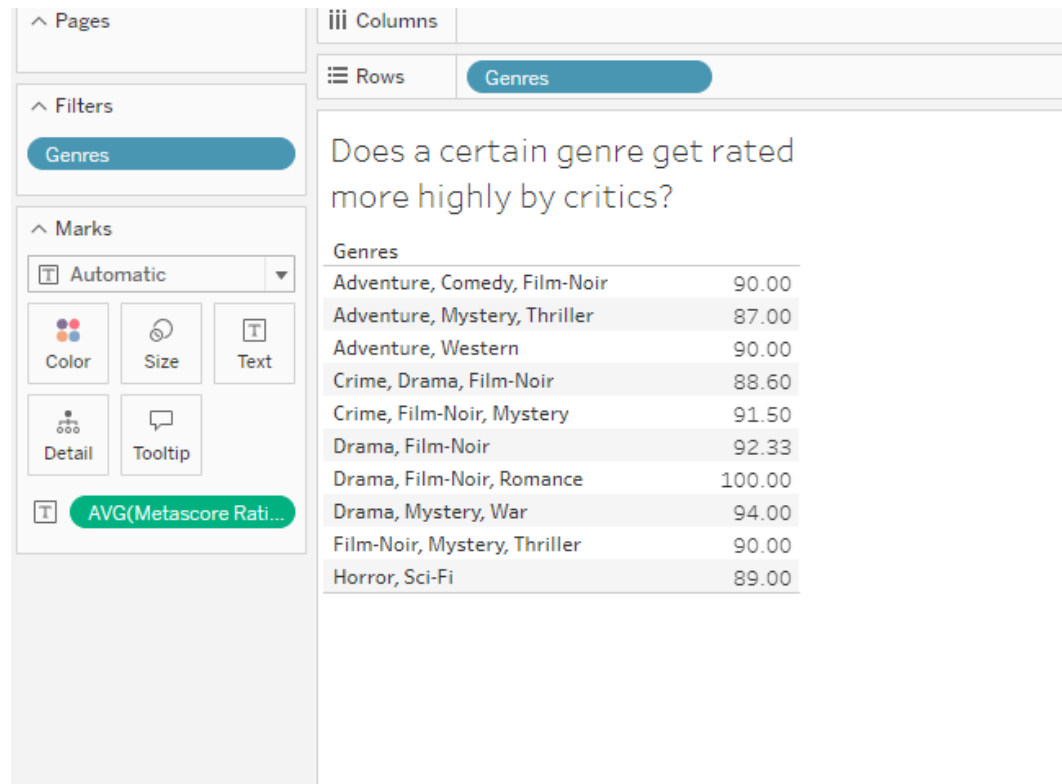 Pages
Columns
Rows
Genres
Filters
Genres
Does a certain genre get rated
more highly by critics?
Marks
Automatic
Color
Size
Text
Detail
Tooltip
AVG(Metascore Rati...
Genres
Adventure, Comedy, Film-Noir 90.00
Adventure, Mystery, Thriller 87.00
Adventure, Western 90.00
Crime, Drama, Film-Noir 88.60
Crime, Film-Noir, Mystery 91.50
Drama, Film-Noir 92.33
Drama, Film-Noir, Romance 100.00
Drama, Mystery, War 94.00
Film-Noir, Mystery, Thriller 90.00
Horror, Sci-Fi 89.00